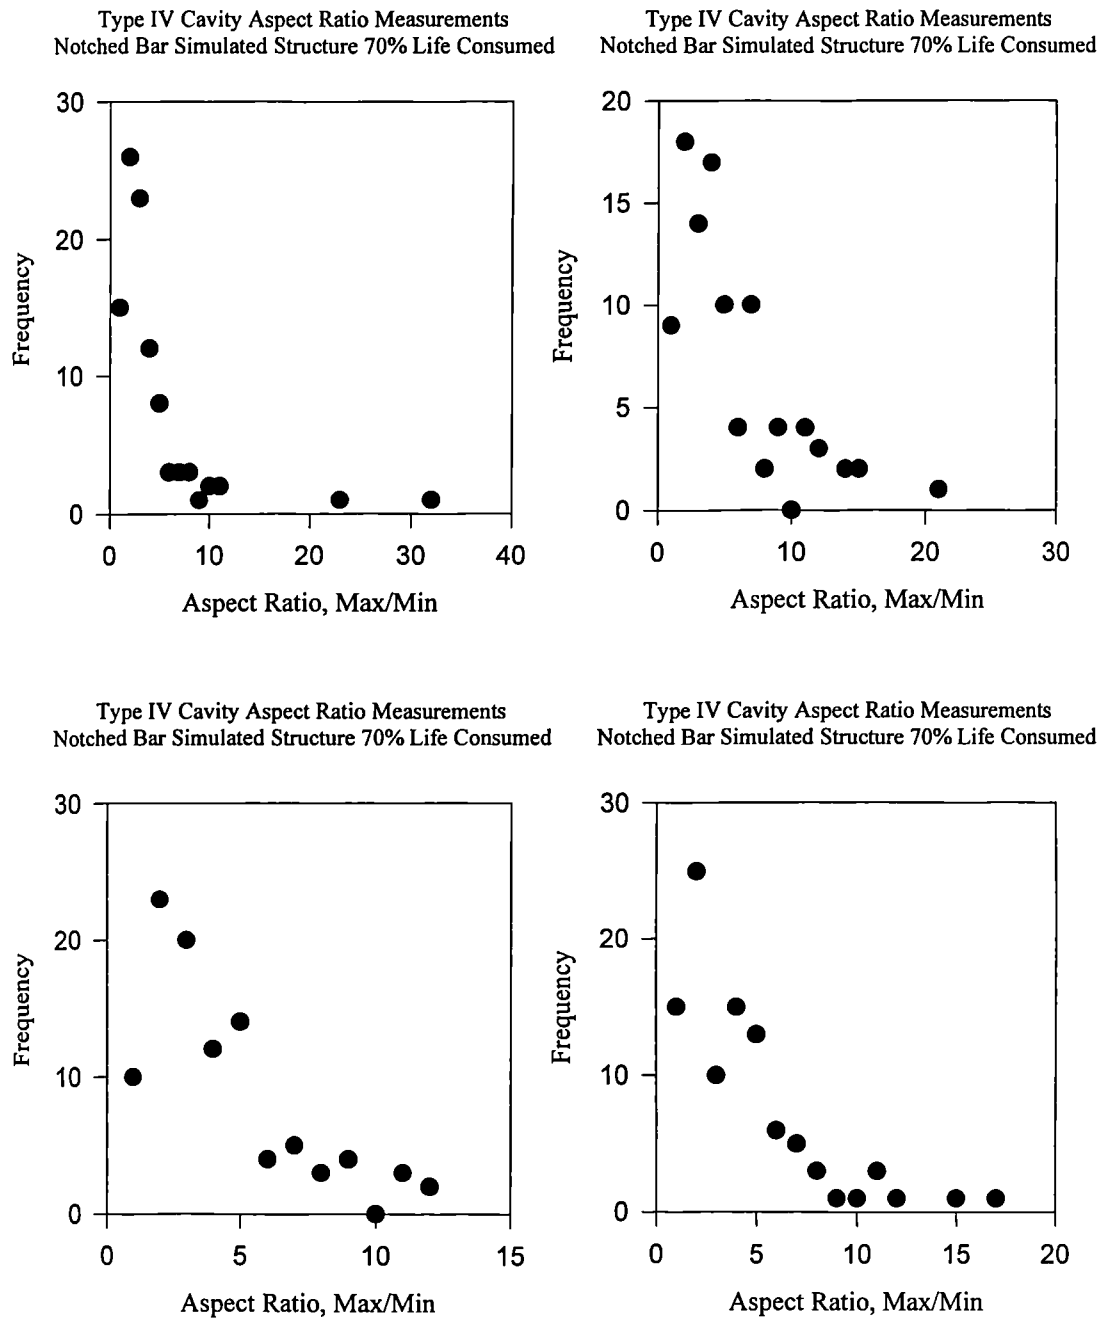 Type IV Cavity Aspect Ratio Measurements
Notched Bar Simulated Structure 70% Life Consumed
30
20
10
0
Frequency
0 10 20 30 40
Aspect Ratio, Max/Min
Type IV Cavity Aspect Ratio Measurements
Notched Bar Simulated Structure 70% Life Consumed
20
15
10
5
0
Frequency
0 10 20 30
Aspect Ratio, Max/Min
Type IV Cavity Aspect Ratio Measurements
Notched Bar Simulated Structure 70% Life Consumed
30
20
10
0
Frequency
0 5 10 15
Aspect Ratio, Max/Min
Type IV Cavity Aspect Ratio Measurements
Notched Bar Simulated Structure 70% Life Consumed
30
20
10
0
Frequency
0 5 10 15 20
Aspect Ratio, Max/Min